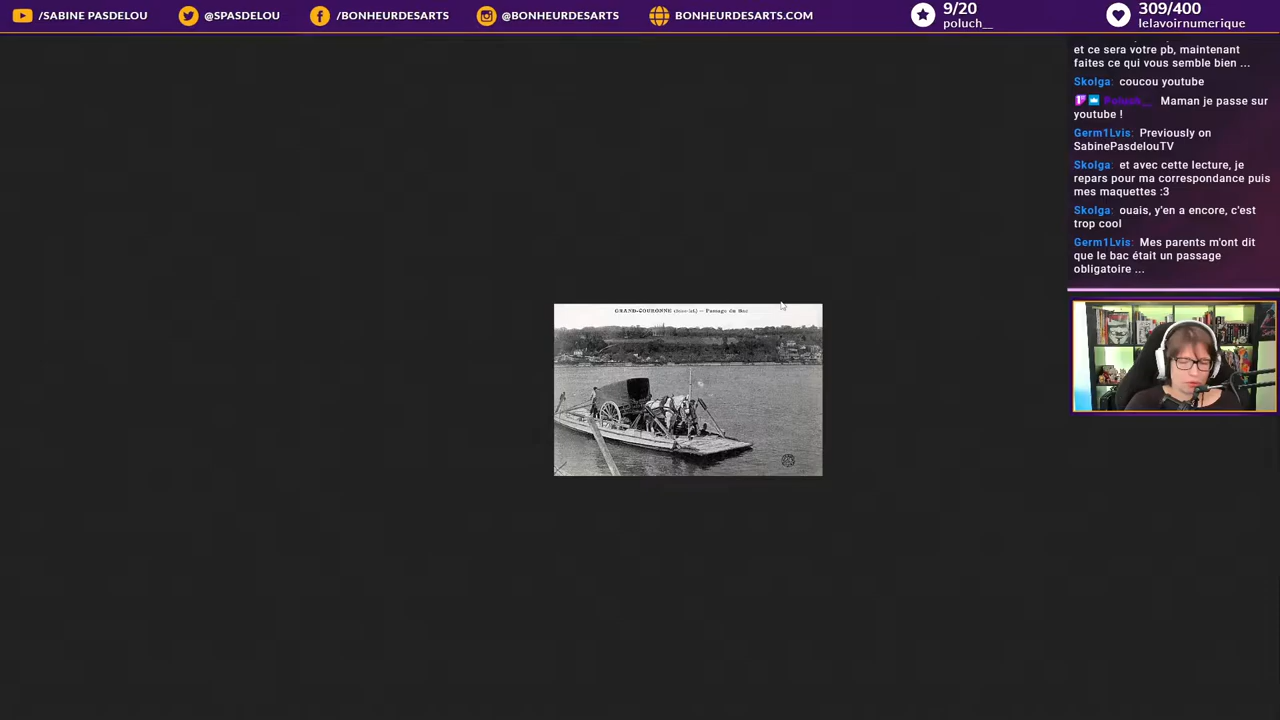 /SABINE PASDELOU
@SPASDELOU
/BONHEURDESARTS
@BONHEURDESARTS
BONHEURDESARTS.COM
9/20
poluch__
309/400
lelavoirnumerique
et ce sera votre pb, maintenant
faites ce qui vous semble bien ...
Skolga: coucou youtube
Poluch__ Maman je passe sur
youtube !
Germ1Lvis: Previously on
SabinePasdelouTV
Skolga: et avec cette lecture, je
repars pour ma correspondance puis
mes maquettes :3
Skolga: ouais, y'en a encore, c'est
trop cool
Germ1Lvis: Mes parents m'ont dit
que le bac était un passage
obligatoire ...
GRAND-COURONNE — Passage du Bac